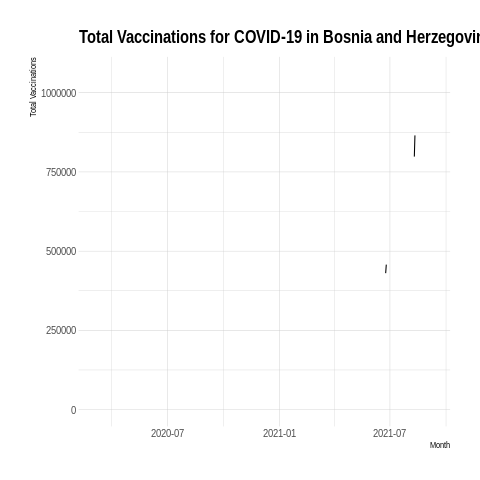 Total Vaccinations for COVID-19 in Bosnia and Herzegovin
Total Vaccinations
1000000
750000
500000
250000
0
2020-07 2021-01 2021-07
Month